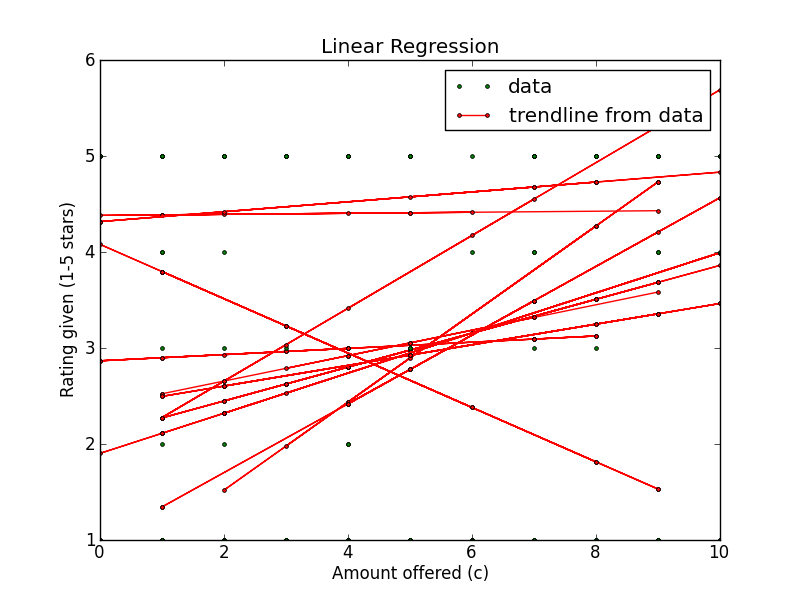 Linear Regression
data
trendline from data
6
5
4
3
2
1
Rating given (1-5 stars)
0 2 4 6 8 10
Amount offered (c)